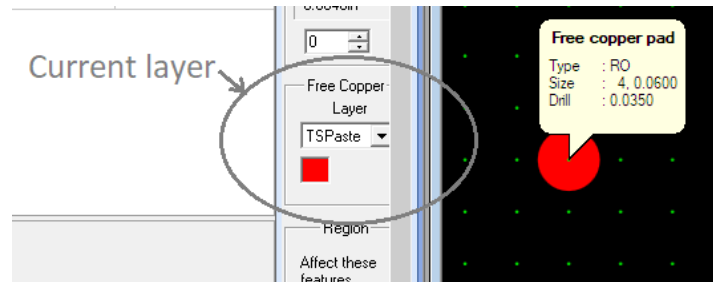 0
Current layer
Free Copper
Layer
TSPaste
Region
Affect these
features
Free copper pad
Type : RO
Size : 4, 0.0600
Drill : 0.0350